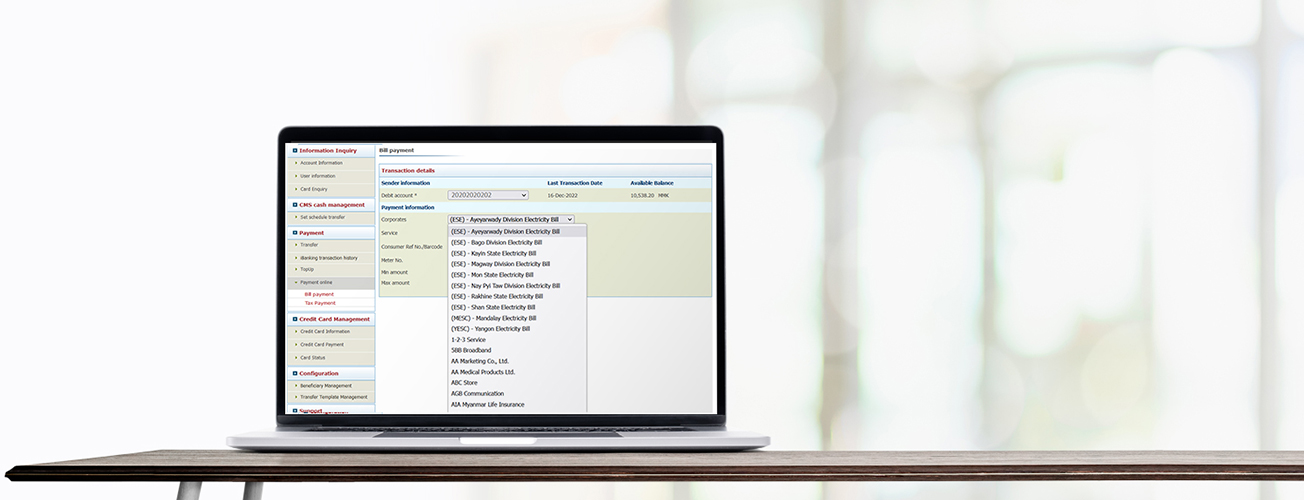 Information Inquiry
Account Information
User information
Card Enquiry
CMS cash management
Set schedule transfer
Payment
Transfer
iBanking transaction history
TopUp
Payment online
Bill payment
Tax Payment
Credit Card Management
Credit Card Information
Credit Card Payment
Card Status
Configuration
Beneficiary Management
Transfer Template Management
Bill payment
Transaction details
Sender information Last Transaction Date Available Balance
Debit account * 20202020202 16-Dec-2022 10,538.20 MMK
Payment information
Corporates (ESE) - Ayeyarwady Division Electricity Bill
Service
Consumer Ref No./Barcode
Meter No.
Min amount
Max amount
(ESE) - Ayeyarwady Division Electricity Bill
(ESE) - Bago Division Electricity Bill
(ESE) - Kayin State Electricity Bill
(ESE) - Magway Division Electricity Bill
(ESE) - Mon State Electricity Bill
(ESE) - Nay Pyi Taw Division Electricity Bill
(ESE) - Rakhine State Electricity Bill
(ESE) - Shan State Electricity Bill
(MESC) - Mandalay Electricity Bill
(YESC) - Yangon Electricity Bill
1-2-3 Service
5BB Broadband
AA Marketing Co., Ltd.
AA Medical Products Ltd.
ABC Store
AGB Communication
AIA Myanmar Life Insurance